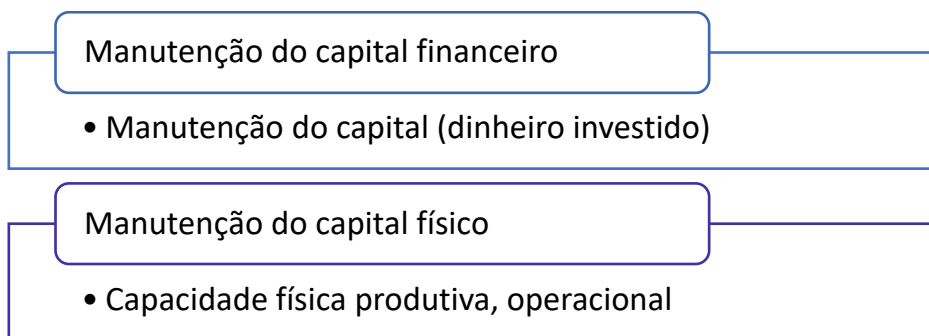 Manutenção do capital financeiro
• Manutenção do capital (dinheiro investido)
Manutenção do capital físico
• Capacidade física produtiva, operacional